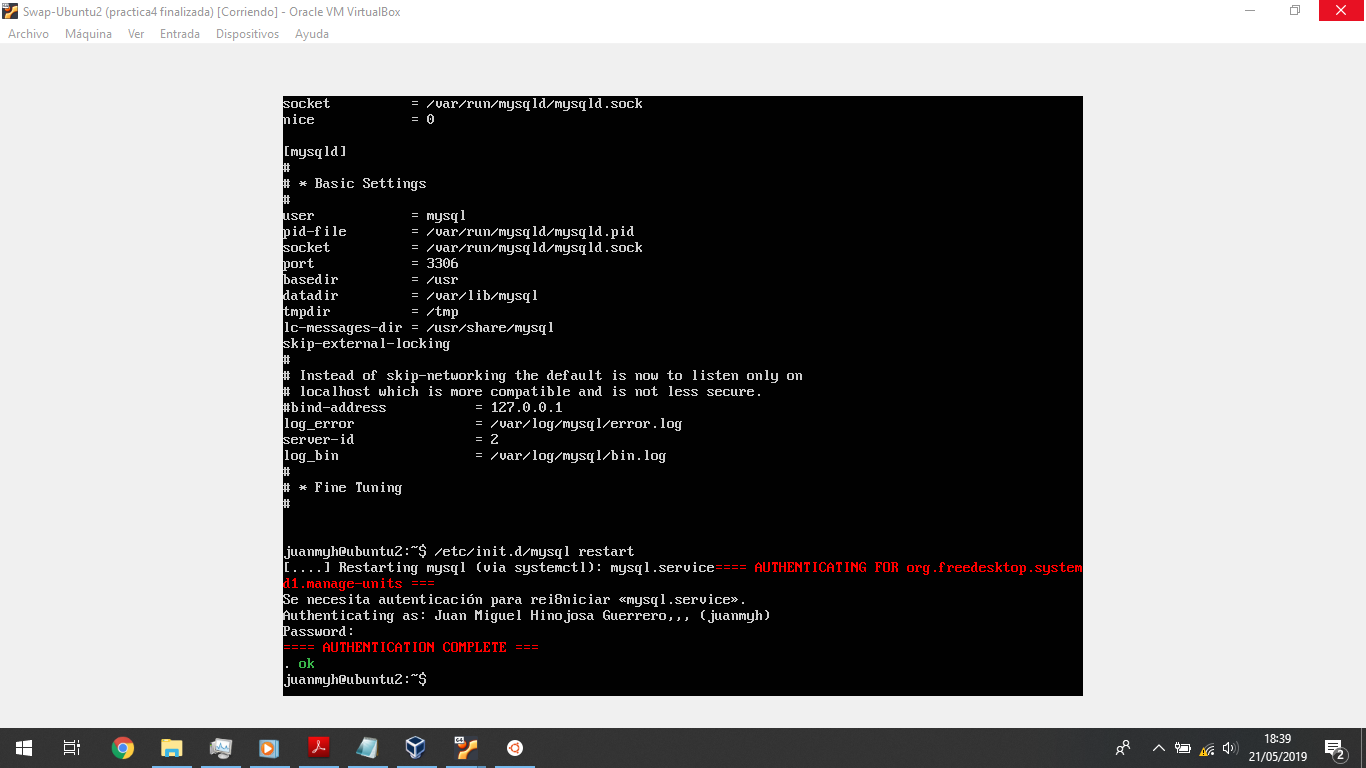 Swap-Ubuntu2 (practica4 finalizada) [Corriendo] - Oracle VM VirtualBox
Archivo Máquina Ver Entrada Dispositivos Ayuda
socket = /var/run/mysqld/mysqld.sock
nice = 0
[mysqld]
#
# * Basic Settings
#
user = mysql
pid-file = /var/run/mysqld/mysqld.pid
socket = /var/run/mysqld/mysqld.sock
port = 3306
basedir = /usr
datadir = /var/lib/mysql
tmpdir = /tmp
lc-messages-dir = /usr/share/mysql
skip-external-locking
#
# Instead of skip-networking the default is now to listen only on
# localhost which is more compatible and is not less secure.
#bind-address = 127.0.0.1
log_error = /var/log/mysql/error.log
server-id = 2
log_bin = /var/log/mysql/bin.log
#
# * Fine Tuning
#
juanmyh@ubuntu2:~$ /etc/init.d/mysql restart
[....] Restarting mysql (via systemctl): mysql.service==== AUTHENTICATING FOR org.freedesktop.system
d1.manage-units ===
Se necesita autenticación para rei8niciar «mysql.service».
Authenticating as: Juan Miguel Hinojosa Guerrero,,, (juanmyh)
Password:
==== AUTHENTICATION COMPLETE ===
. ok
juanmyh@ubuntu2:~$
18:39
21/05/2019
2